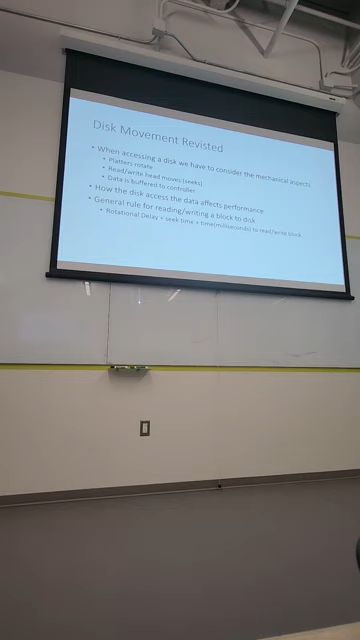 Disk Movement Revisted
• When accessing a disk we have to consider the mechanical aspects
• Platters rotate
• Read/write head moves (seeks)
• Data is buffered to controller
• How the disk access the data affects performance
• General rule for reading/writing a block to disk
• Rotational Delay + seek time + time(milliseconds) to read/write block